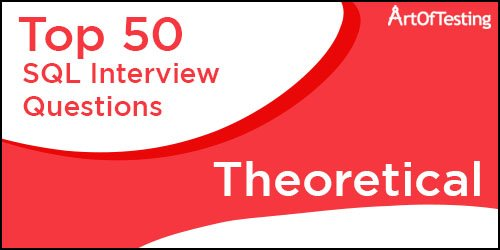 Top 50
SQL Interview
Questions
ArtOfTesting
Theoretical